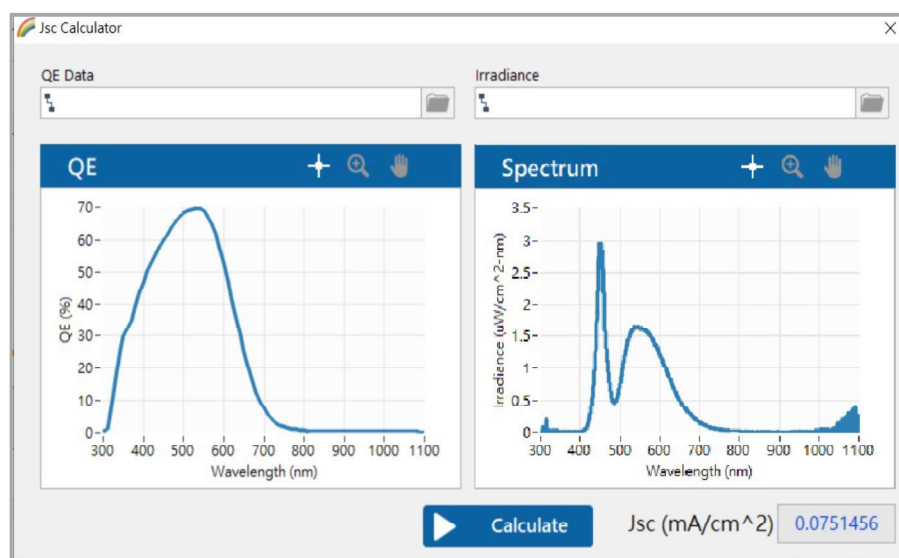 Jsc Calculator
QE Data
Irradiance
QE
Spectrum
QE (%)
70
60
50
40
30
20
10
0
300 400 500 600 700 800 900 1000 1100
Wavelength (nm)
Irradiance (uW/cm^2-nm)
3.5
3
2.5
2
1.5
1
0.5
0
300 400 500 600 700 800 900 1000 1100
Wavelength (nm)
Calculate
Jsc (mA/cm^2) 0.0751456